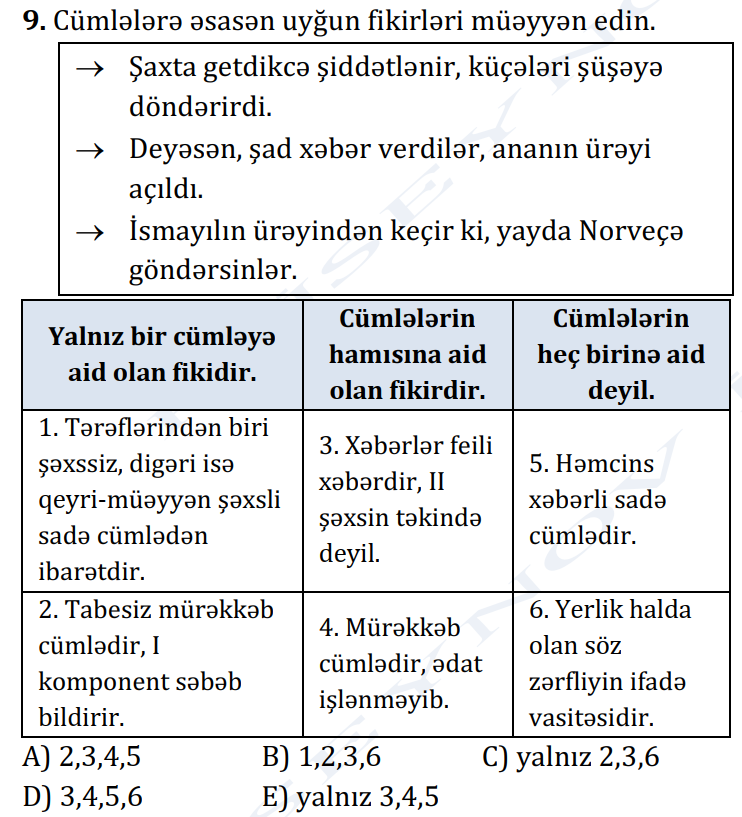 9. Cümlələrə əsasən uyğun fikirləri müəyyən edin.
→ Şaxta getdikcə şiddətlənir, küçələri şüşəyə
döndərirdi.
→ Deyəsən, şad xəbər verdilər, ananın ürəyi
açıldı.
→ İsmayılın ürəyindən keçir ki, yayda Norveçə
göndərsinlər.
Yalnız bir cümləyə
aid olan fikidir.
Cümlələrin
hamısına aid
olan fikirdir.
Cümlələrin
heç birinə aid
deyil.
1. Tərəflərindən biri
şəxssiz, digəri isə
qeyri-müəyyən şəxsli
sadə cümlədən
ibarətdir.
3. Xəbərlər feili
xəbərdir, II
şəxsin təkində
deyil.
5. Həmcins
xəbərli sadə
cümlədir.
2. Tabesiz mürəkkəb
cümlədir, I
komponent səbəb
bildirir.
4. Mürəkkəb
cümlədir, ədat
işlənməyib.
6. Yerlik halda
olan söz
zərfliyin ifadə
vasitəsidir.
A) 2,3,4,5 B) 1,2,3,6 C) yalnız 2,3,6
D) 3,4,5,6 E) yalnız 3,4,5